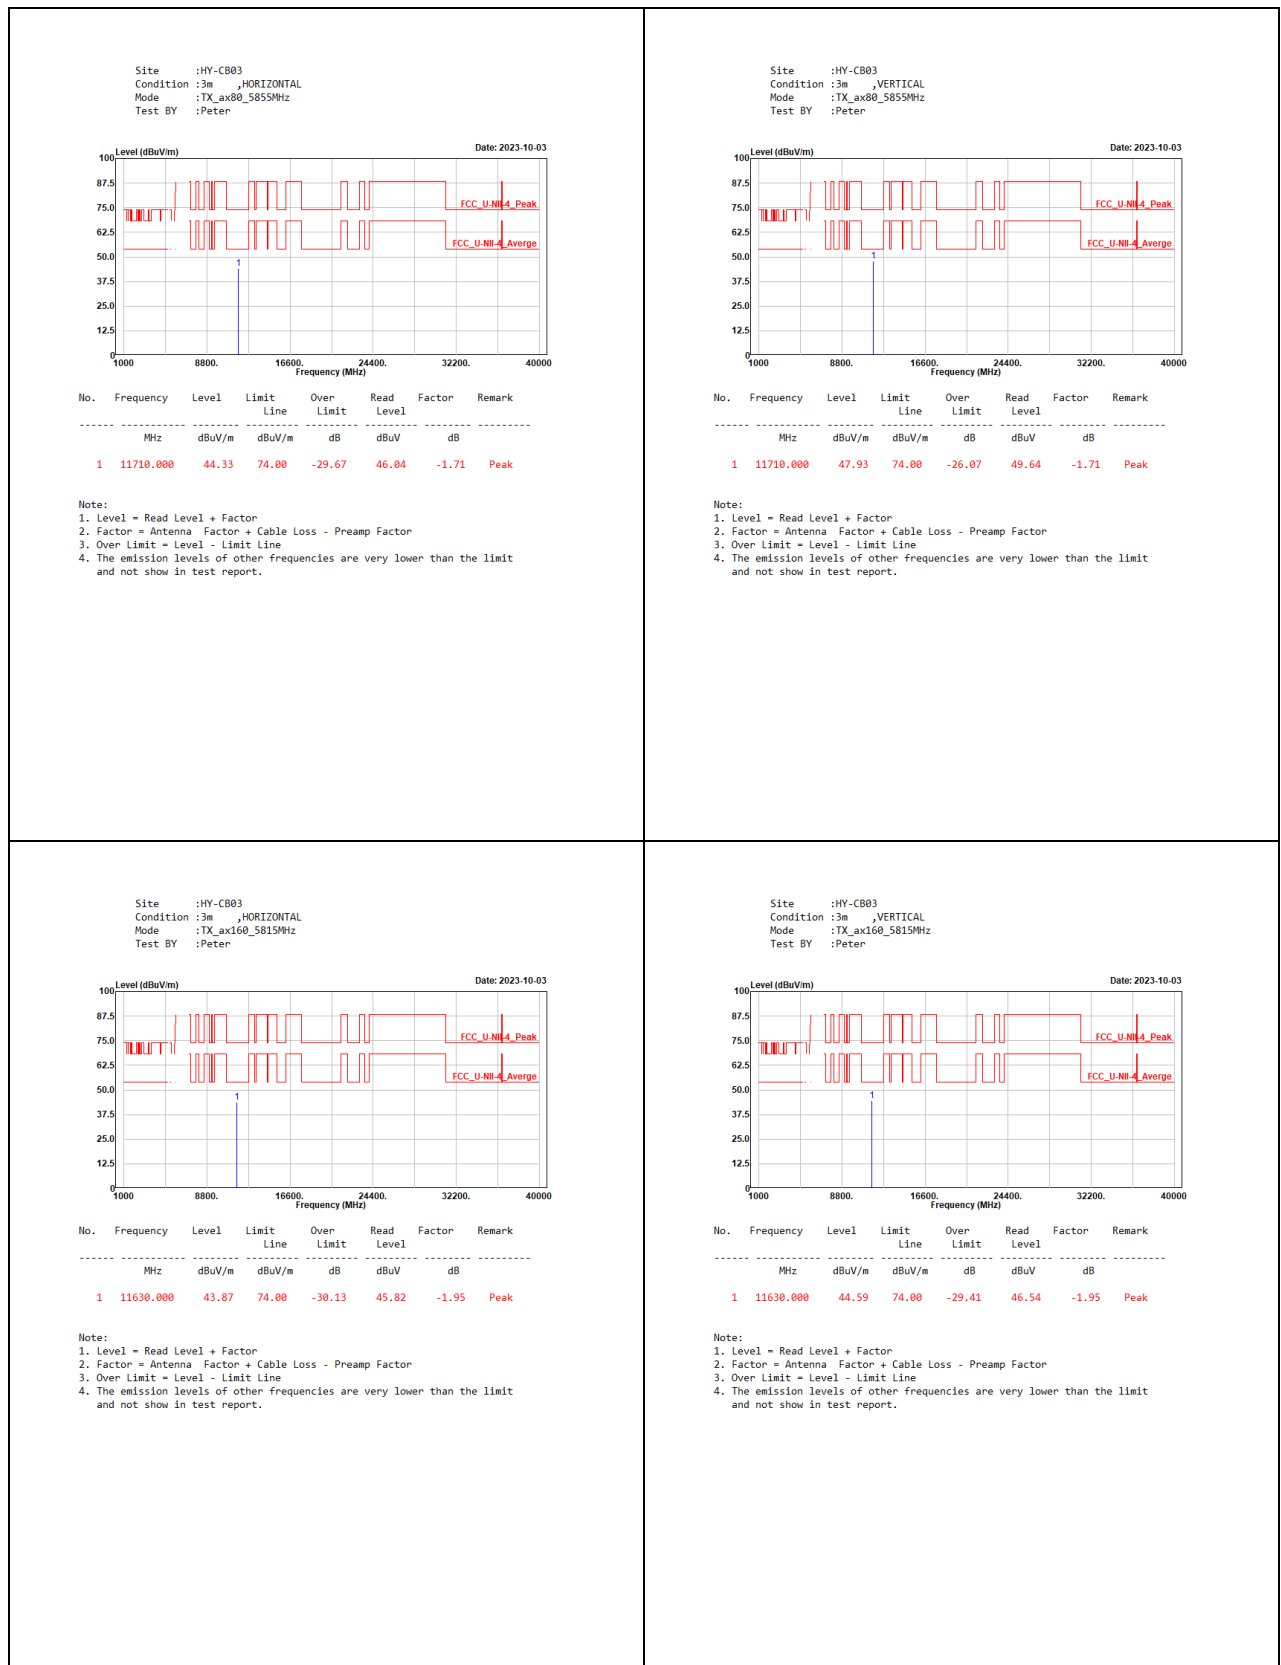 Site :HY-CB03
Condition :3m ,HORIZONTAL
Mode :TX_ax80_5855MHz
Test BY :Peter
Level (dBuV/m) Date: 2023-10-03
100
87.5
75.0
62.5
50.0
37.5
25.0
12.5
0
FCC_U-NII-4_Peak
FCC_U-NII-4_Averge
1
1000 8800. 16600. 24400. 32200. 40000
Frequency (MHz)
No. Frequency Level Limit Over Read Factor Remark
Line Limit Level
------ ----------- -------- --------- -------- --------- -------- ---------
MHz dBuV/m dBuV/m dB dBuV dB
1 11710.000 44.33 74.00 -29.67 46.04 -1.71 Peak
Note:
1. Level = Read Level + Factor
2. Factor = Antenna Factor + Cable Loss - Preamp Factor
3. Over Limit = Level - Limit Line
4. The emission levels of other frequencies are very lower than the limit
and not show in test report.
Site :HY-CB03
Condition :3m ,VERTICAL
Mode :TX_ax80_5855MHz
Test BY :Peter
Level (dBuV/m) Date: 2023-10-03
100
87.5
75.0
62.5
50.0
37.5
25.0
12.5
0
FCC_U-NII-4_Peak
FCC_U-NII-4_Averge
1
1000 8800. 16600. 24400. 32200. 40000
Frequency (MHz)
No. Frequency Level Limit Over Read Factor Remark
Line Limit Level
------ ----------- -------- --------- -------- --------- -------- ---------
MHz dBuV/m dBuV/m dB dBuV dB
1 11710.000 47.93 74.00 -26.07 49.64 -1.71 Peak
Note:
1. Level = Read Level + Factor
2. Factor = Antenna Factor + Cable Loss - Preamp Factor
3. Over Limit = Level - Limit Line
4. The emission levels of other frequencies are very lower than the limit
and not show in test report.
Site :HY-CB03
Condition :3m ,HORIZONTAL
Mode :TX_ax160_5815MHz
Test BY :Peter
Level (dBuV/m) Date: 2023-10-03
100
87.5
75.0
62.5
50.0
37.5
25.0
12.5
0
FCC_U-NII-4_Peak
FCC_U-NII-4_Averge
1
1000 8800. 16600. 24400. 32200. 40000
Frequency (MHz)
No. Frequency Level Limit Over Read Factor Remark
Line Limit Level
------ ----------- -------- --------- -------- --------- -------- ---------
MHz dBuV/m dBuV/m dB dBuV dB
1 11630.000 43.87 74.00 -30.13 45.82 -1.95 Peak
Note:
1. Level = Read Level + Factor
2. Factor = Antenna Factor + Cable Loss - Preamp Factor
3. Over Limit = Level - Limit Line
4. The emission levels of other frequencies are very lower than the limit
and not show in test report.
Site :HY-CB03
Condition :3m ,VERTICAL
Mode :TX_ax160_5815MHz
Test BY :Peter
Level (dBuV/m) Date: 2023-10-03
100
87.5
75.0
62.5
50.0
37.5
25.0
12.5
0
FCC_U-NII-4_Peak
FCC_U-NII-4_Averge
1
1000 8800. 16600. 24400. 32200. 40000
Frequency (MHz)
No. Frequency Level Limit Over Read Factor Remark
Line Limit Level
------ ----------- -------- --------- -------- --------- -------- ---------
MHz dBuV/m dBuV/m dB dBuV dB
1 11630.000 44.59 74.00 -29.41 46.54 -1.95 Peak
Note:
1. Level = Read Level + Factor
2. Factor = Antenna Factor + Cable Loss - Preamp Factor
3. Over Limit = Level - Limit Line
4. The emission levels of other frequencies are very lower than the limit
and not show in test report.